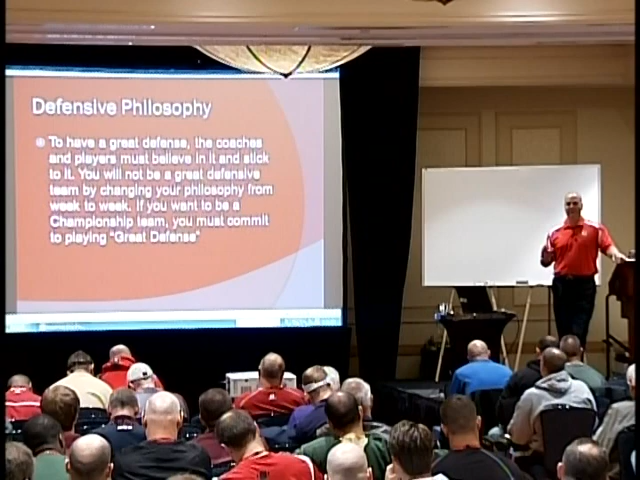 Defensive Philosophy
To have a great defense, the coaches
and players must believe in it and stick
to it. You will not be a great defensive
team by changing your philosophy from
week to week. If you want to be a
Championship team, you must commit
to playing "Great Defense"